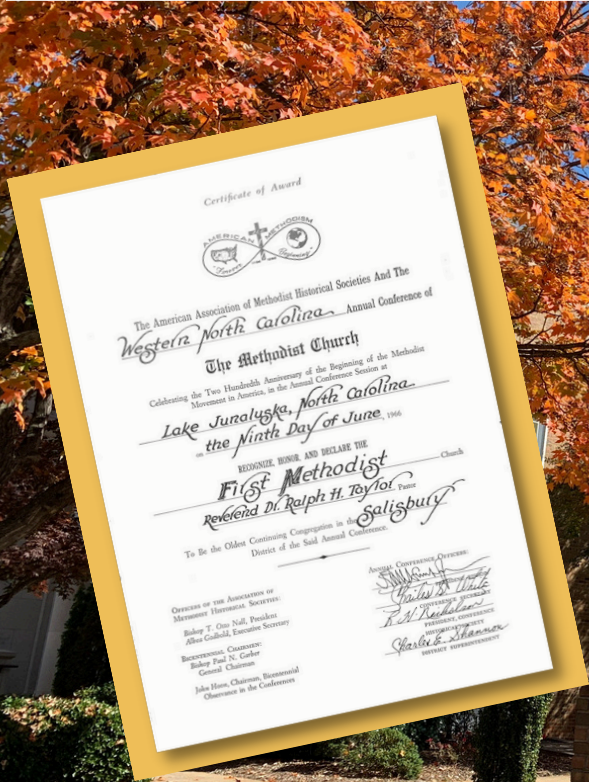 Certificate of Award
AMERICAN METHODISM
"Forever Beginning"
The American Association of Methodist Historical Societies And The
Western North Carolina Annual Conference of
The Methodist Church
Celebrating the Two Hundredth Anniversary of the Beginning of the Methodist
Movement in America, in the Annual Conference Session at
Lake Junaluska, North Carolina
on the Ninth Day of June, 1966
RECOGNIZE, HONOR, AND DECLARE THE
First Methodist Church
Reverend Dr. Ralph H. Taylor Pastor
To Be the Oldest Continuing Congregation in the Salisbury
District of the Said Annual Conference.
OFFICERS OF THE ASSOCIATION OF
METHODIST HISTORICAL SOCIETIES:
Bishop T. Otto Nall, President
Albea Godbold, Executive Secretary
BICENTENNIAL CHAIRMEN:
Bishop Paul N. Garber
General Chairman
John Hoon, Chairman, Bicentennial
Observance in the Conferences
ANNUAL CONFERENCE OFFICERS:
Charles D. White
CONFERENCE SECRETARY
Nicholson
PRESIDENT, CONFERENCE
HISTORICAL SOCIETY
Charles E. Shannon
DISTRICT SUPERINTENDENT